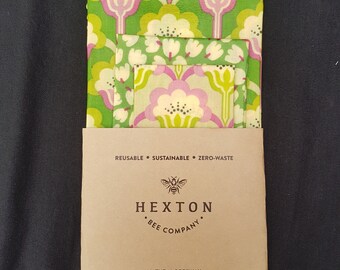 REUSABLE • SUSTAINABLE • ZERO-WASTE
HEXTON
• BEE COMPANY •